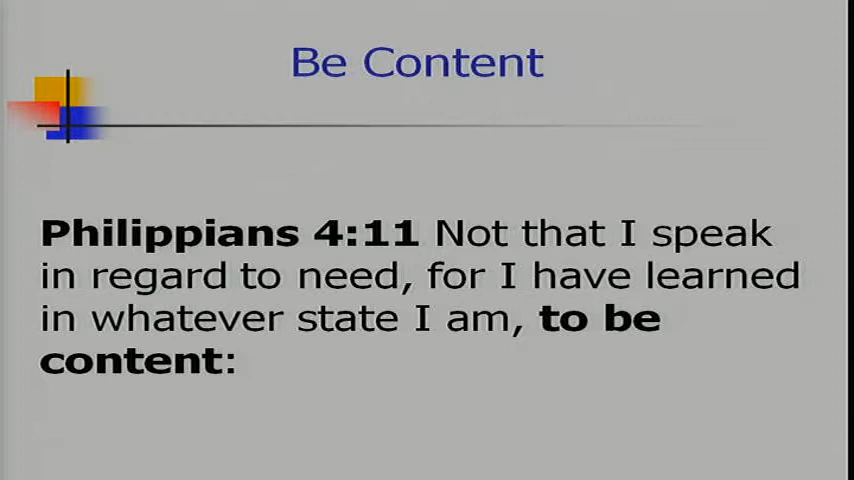 Be Content
Philippians 4:11 Not that I speak
in regard to need, for I have learned
in whatever state I am, to be
content: